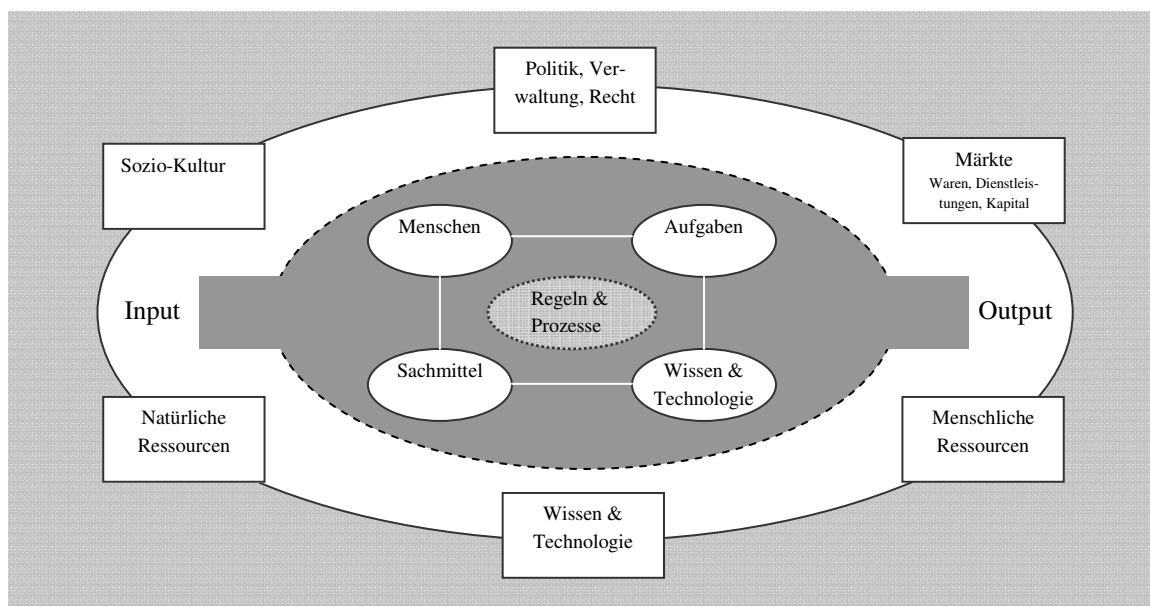 Politik, Ver-
waltung, Recht
Sozio-Kultur
Märkte
Waren, Dienstleis-
tungen, Kapital
Menschen
Aufgaben
Input
Regeln &
Prozesse
Output
Sachmittel
Wissen &
Technologie
Natürliche
Ressourcen
Menschliche
Ressourcen
Wissen &
Technologie